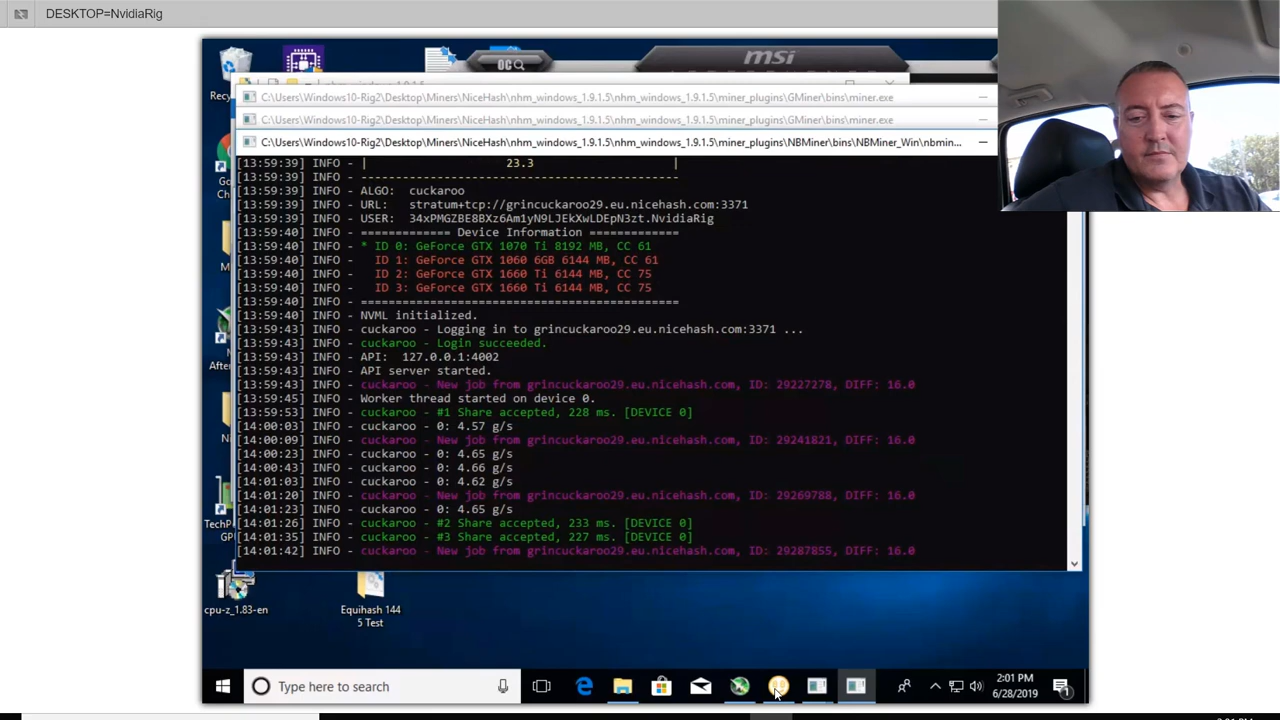 DESKTOP=NvidiaRig
OC
msi
C:\Users\Windows10-Rig2\Desktop\Miners\NiceHash\nhm_windows_1.9.1.5\nhm_windows_1.9.1.5\miner_plugins\GMiner\bins\miner.exe
C:\Users\Windows10-Rig2\Desktop\Miners\NiceHash\nhm_windows_1.9.1.5\nhm_windows_1.9.1.5\miner_plugins\GMiner\bins\miner.exe
C:\Users\Windows10-Rig2\Desktop\Miners\NiceHash\nhm_windows_1.9.1.5\nhm_windows_1.9.1.5\miner_plugins\NBMiner\bins\NBMiner_Win\nbmin...
[13:59:39] INFO - | 23.3 |
[13:59:39] INFO - ----------------------------------------------
[13:59:39] INFO - ALGO: cuckaroo
[13:59:39] INFO - URL: stratum+tcp://grincuckaroo29.eu.nicehash.com:3371
[13:59:39] INFO - USER: 34xPMGZBE8BXz6Am1yN9LJEkXwLDEpN3zt.NvidiaRig
[13:59:40] INFO - ============= Device Information =============
[13:59:40] INFO - * ID 0: GeForce GTX 1070 Ti 8192 MB, CC 61
[13:59:40] INFO - ID 1: GeForce GTX 1060 6GB 6144 MB, CC 61
[13:59:40] INFO - ID 2: GeForce GTX 1660 Ti 6144 MB, CC 75
[13:59:40] INFO - ID 3: GeForce GTX 1660 Ti 6144 MB, CC 75
[13:59:40] INFO - ==============================================
[13:59:40] INFO - NVML initialized.
[13:59:43] INFO - cuckaroo - Logging in to grincuckaroo29.eu.nicehash.com:3371 ...
[13:59:43] INFO - cuckaroo - Login succeeded.
[13:59:43] INFO - API: 127.0.0.1:4002
[13:59:43] INFO - API server started.
[13:59:43] INFO - cuckaroo - New job from grincuckaroo29.eu.nicehash.com, ID: 29227278, DIFF: 16.0
[13:59:45] INFO - Worker thread started on device 0.
[13:59:53] INFO - cuckaroo - #1 Share accepted, 228 ms. [DEVICE 0]
[14:00:03] INFO - cuckaroo - 0: 4.57 g/s
[14:00:09] INFO - cuckaroo - New job from grincuckaroo29.eu.nicehash.com, ID: 29241821, DIFF: 16.0
[14:00:23] INFO - cuckaroo - 0: 4.65 g/s
[14:00:43] INFO - cuckaroo - 0: 4.66 g/s
[14:01:03] INFO - cuckaroo - 0: 4.62 g/s
[14:01:20] INFO - cuckaroo - New job from grincuckaroo29.eu.nicehash.com, ID: 29269788, DIFF: 16.0
[14:01:23] INFO - cuckaroo - 0: 4.65 g/s
[14:01:26] INFO - cuckaroo - #2 Share accepted, 233 ms. [DEVICE 0]
[14:01:35] INFO - cuckaroo - #3 Share accepted, 227 ms. [DEVICE 0]
[14:01:42] INFO - cuckaroo - New job from grincuckaroo29.eu.nicehash.com, ID: 29287855, DIFF: 16.0
cpu-z_1.83-en
Equihash 144
5 Test
Type here to search
2:01 PM
6/28/2019
1